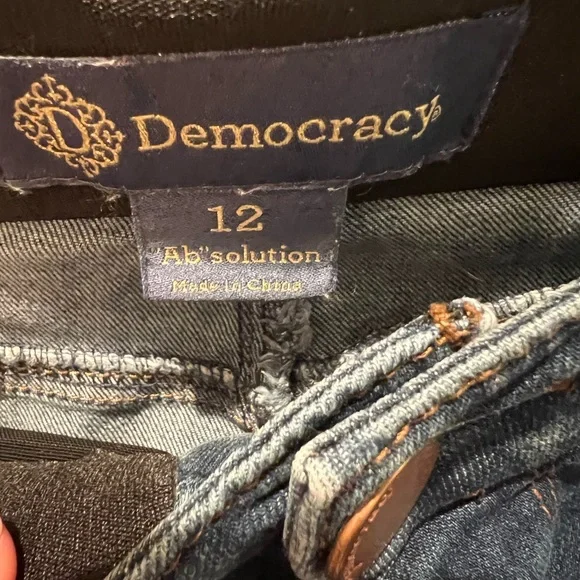 D
Democracy®
12
"Ab"solution
Made in China